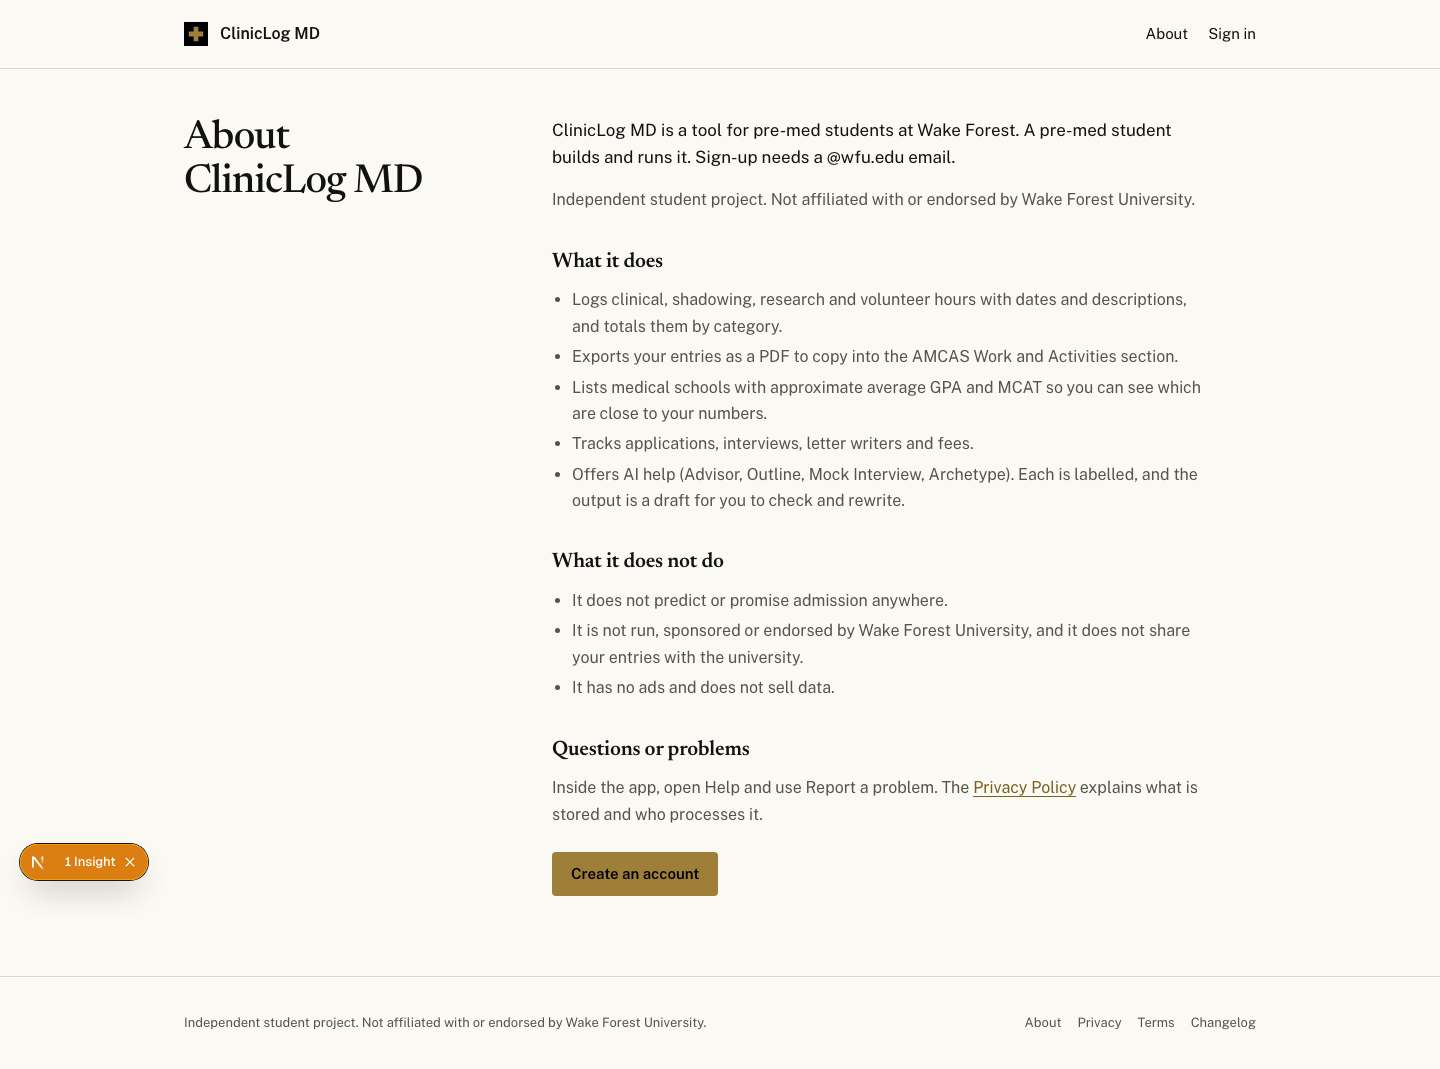 ClinicLog MD
About
Sign in
About
ClinicLog MD
ClinicLog MD is a tool for pre-med students at Wake Forest. A pre-med student
builds and runs it. Sign-up needs a @wfu.edu email.
Independent student project. Not affiliated with or endorsed by Wake Forest University.
What it does
• Logs clinical, shadowing, research and volunteer hours with dates and descriptions,
and totals them by category.
• Exports your entries as a PDF to copy into the AMCAS Work and Activities section.
• Lists medical schools with approximate average GPA and MCAT so you can see which
are close to your numbers.
• Tracks applications, interviews, letter writers and fees.
• Offers AI help (Advisor, Outline, Mock Interview, Archetype). Each is labelled, and the
output is a draft for you to check and rewrite.
What it does not do
• It does not predict or promise admission anywhere.
• It is not run, sponsored or endorsed by Wake Forest University, and it does not share
your entries with the university.
• It has no ads and does not sell data.
Questions or problems
Inside the app, open Help and use Report a problem. The Privacy Policy explains what is
stored and who processes it.
Create an account
1 Insight
Independent student project. Not affiliated with or endorsed by Wake Forest University.
About
Privacy
Terms
Changelog